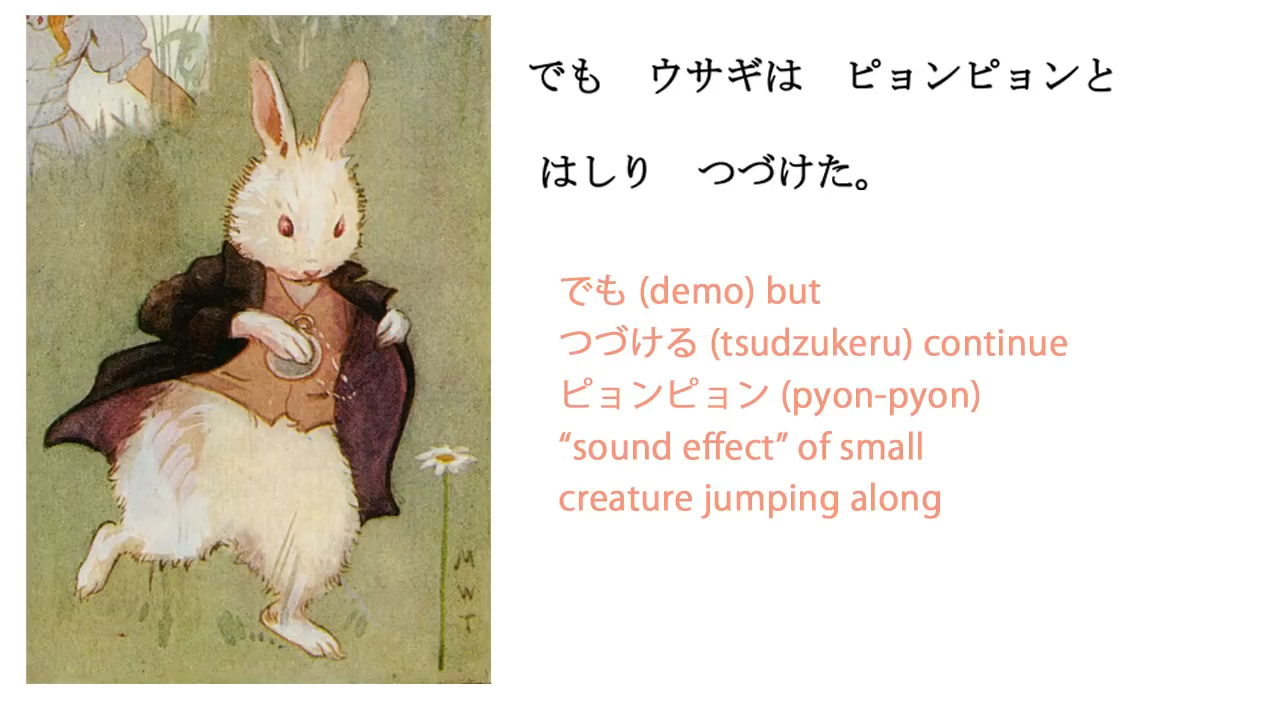 でも　ウサギは　ピョンピョンと
はしり　つづけた。
でも (demo) but
つづける (tsudzukeru) continue
ピョンピョン (pyon-pyon)
“sound effect” of small
creature jumping along
M
W
T